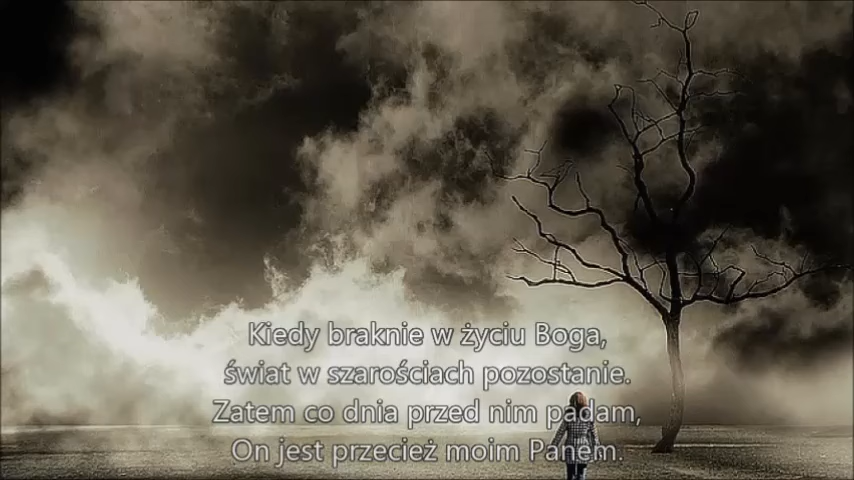 Kiedy braknie w życiu Boga,
świat w szarościach pozostanie.
Zatem co dnia przed nim padam,
On jest przecież moim Panem.